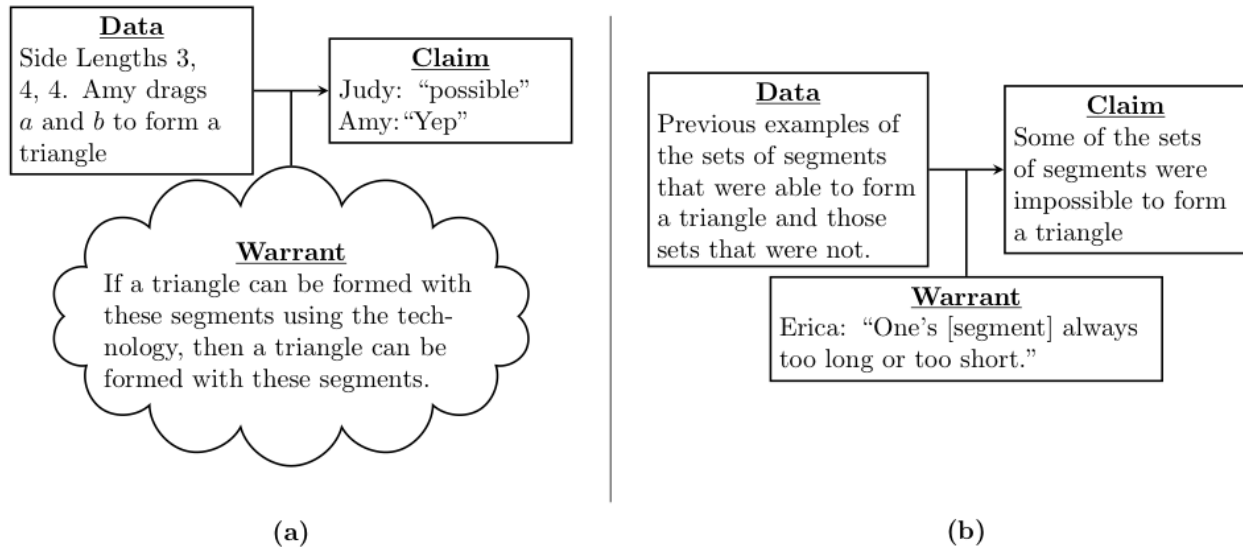 Data
Side Lengths 3,
4, 4. Amy drags
a and b to form a
triangle
Claim
Judy: “possible”
Amy: “Yep”
Warrant
If a triangle can be formed with
these segments using the tech-
nology, then a triangle can be
formed with these segments.
(a)
Data
Previous examples of
the sets of segments
that were able to form
a triangle and those
sets that were not.
Claim
Some of the sets
of segments were
impossible to form
a triangle
Warrant
Erica: “One’s [segment] always
too long or too short.”
(b)